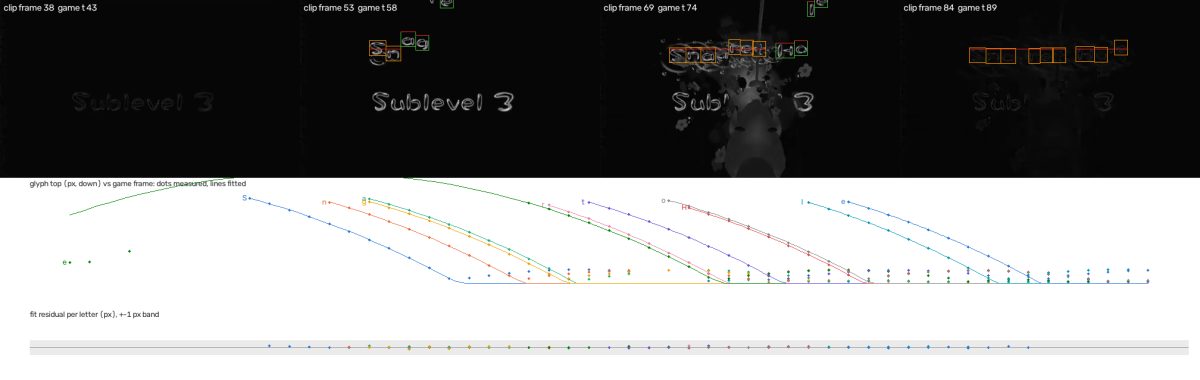 clip frame 38 game t 43
clip frame 53 game t 58
clip frame 69 game t 74
clip frame 84 game t 89
Sublevel 3
Sublevel 3
Subl 3
glyph top (px, down) vs game frame: dots measured, lines fitted
S n a g r t o H l e
e
fit residual per letter (px), +-1 px band